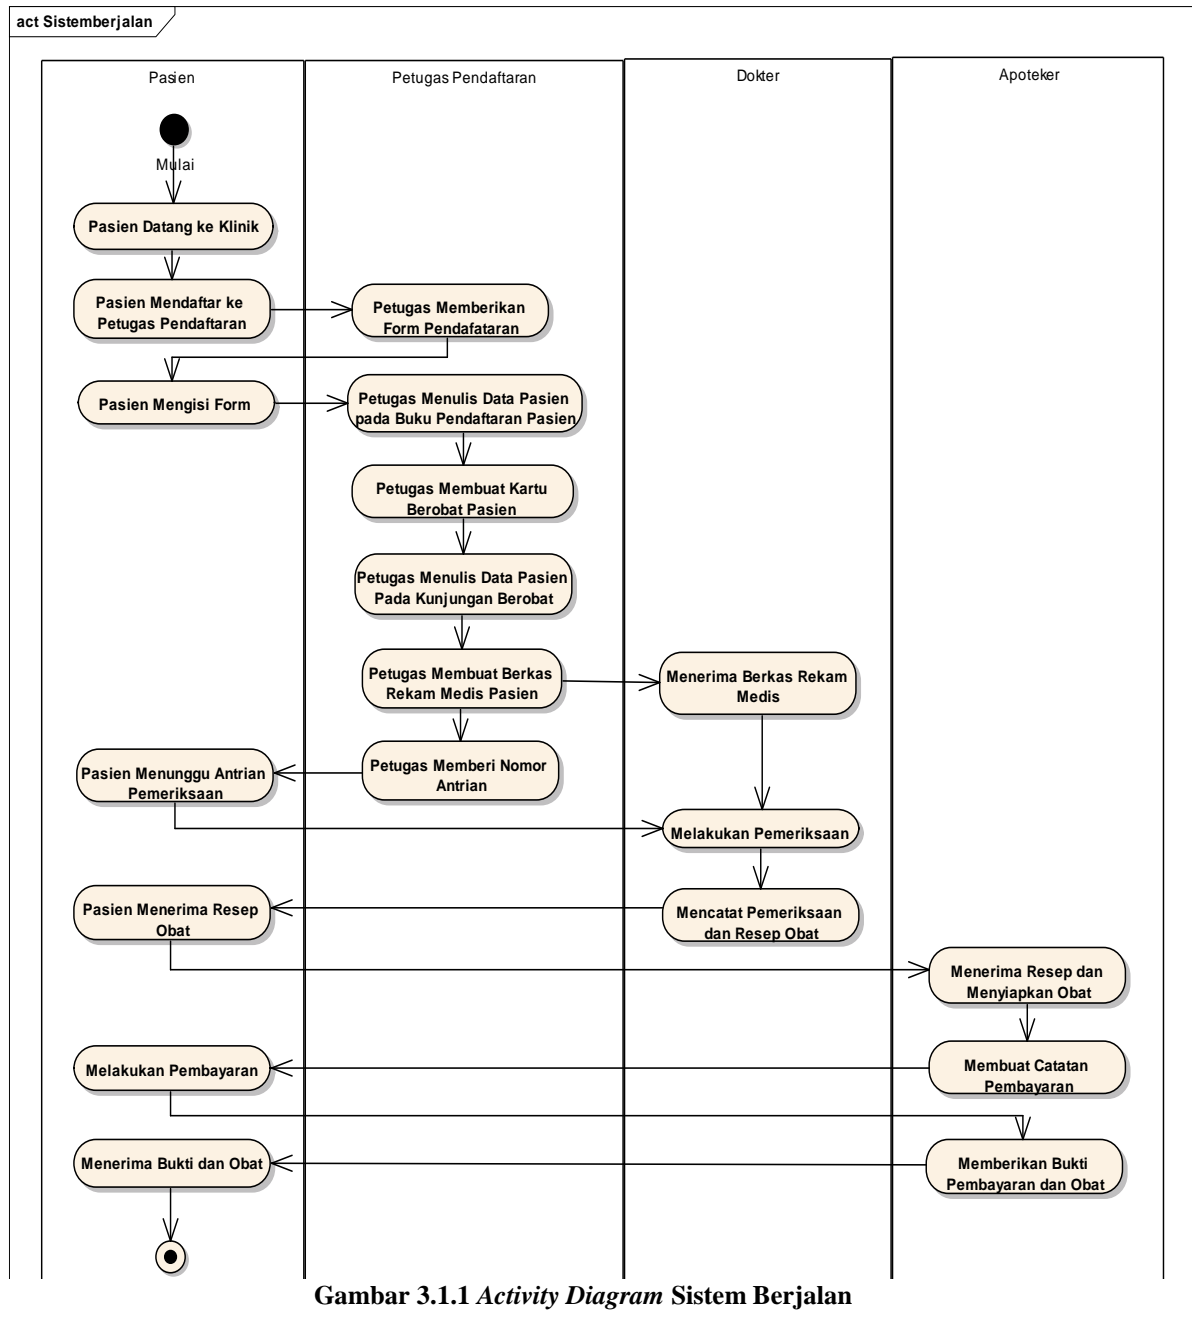 act Sistemberjalan
Pasien
Petugas Pendaftaran
Dokter
Apoteker
Mulai
Pasien Datang ke Klinik
Pasien Mendaftar ke
Petugas Pendaftaran
Petugas Memberikan
Form Pendafataran
Pasien Mengisi Form
Petugas Menulis Data Pasien
pada Buku Pendaftaran Pasien
Petugas Membuat Kartu
Berobat Pasien
Petugas Menulis Data Pasien
Pada Kunjungan Berobat
Petugas Membuat Berkas
Rekam Medis Pasien
Menerima Berkas Rekam
Medis
Petugas Memberi Nomor
Antrian
Pasien Menunggu Antrian
Pemeriksaan
Melakukan Pemeriksaan
Mencatat Pemeriksaan
dan Resep Obat
Pasien Menerima Resep
Obat
Menerima Resep dan
Menyiapkan Obat
Membuat Catatan
Pembayaran
Melakukan Pembayaran
Memberikan Bukti
Pembayaran dan Obat
Menerima Bukti dan Obat
Gambar 3.1.1 Activity Diagram Sistem Berjalan